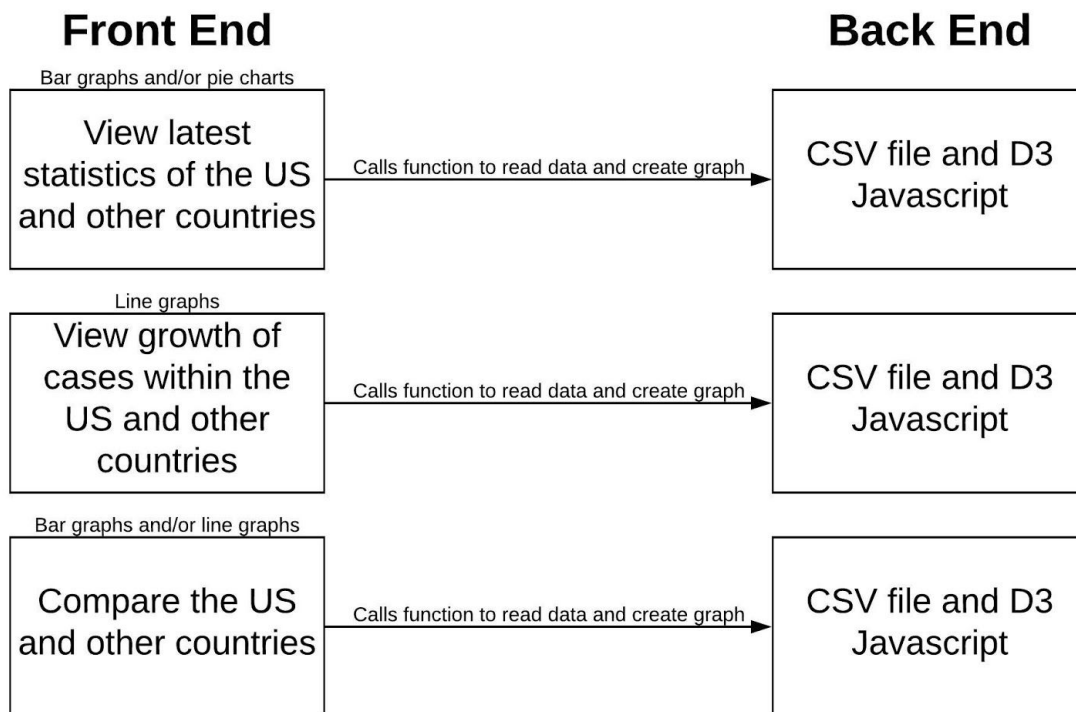 Front End
Back End
Bar graphs and/or pie charts
View latest
statistics of the US
and other countries
Calls function to read data and create graph
CSV file and D3
Javascript
Line graphs
View growth of
cases within the
US and other
countries
Calls function to read data and create graph
CSV file and D3
Javascript
Bar graphs and/or line graphs
Compare the US
and other countries
Calls function to read data and create graph
CSV file and D3
Javascript